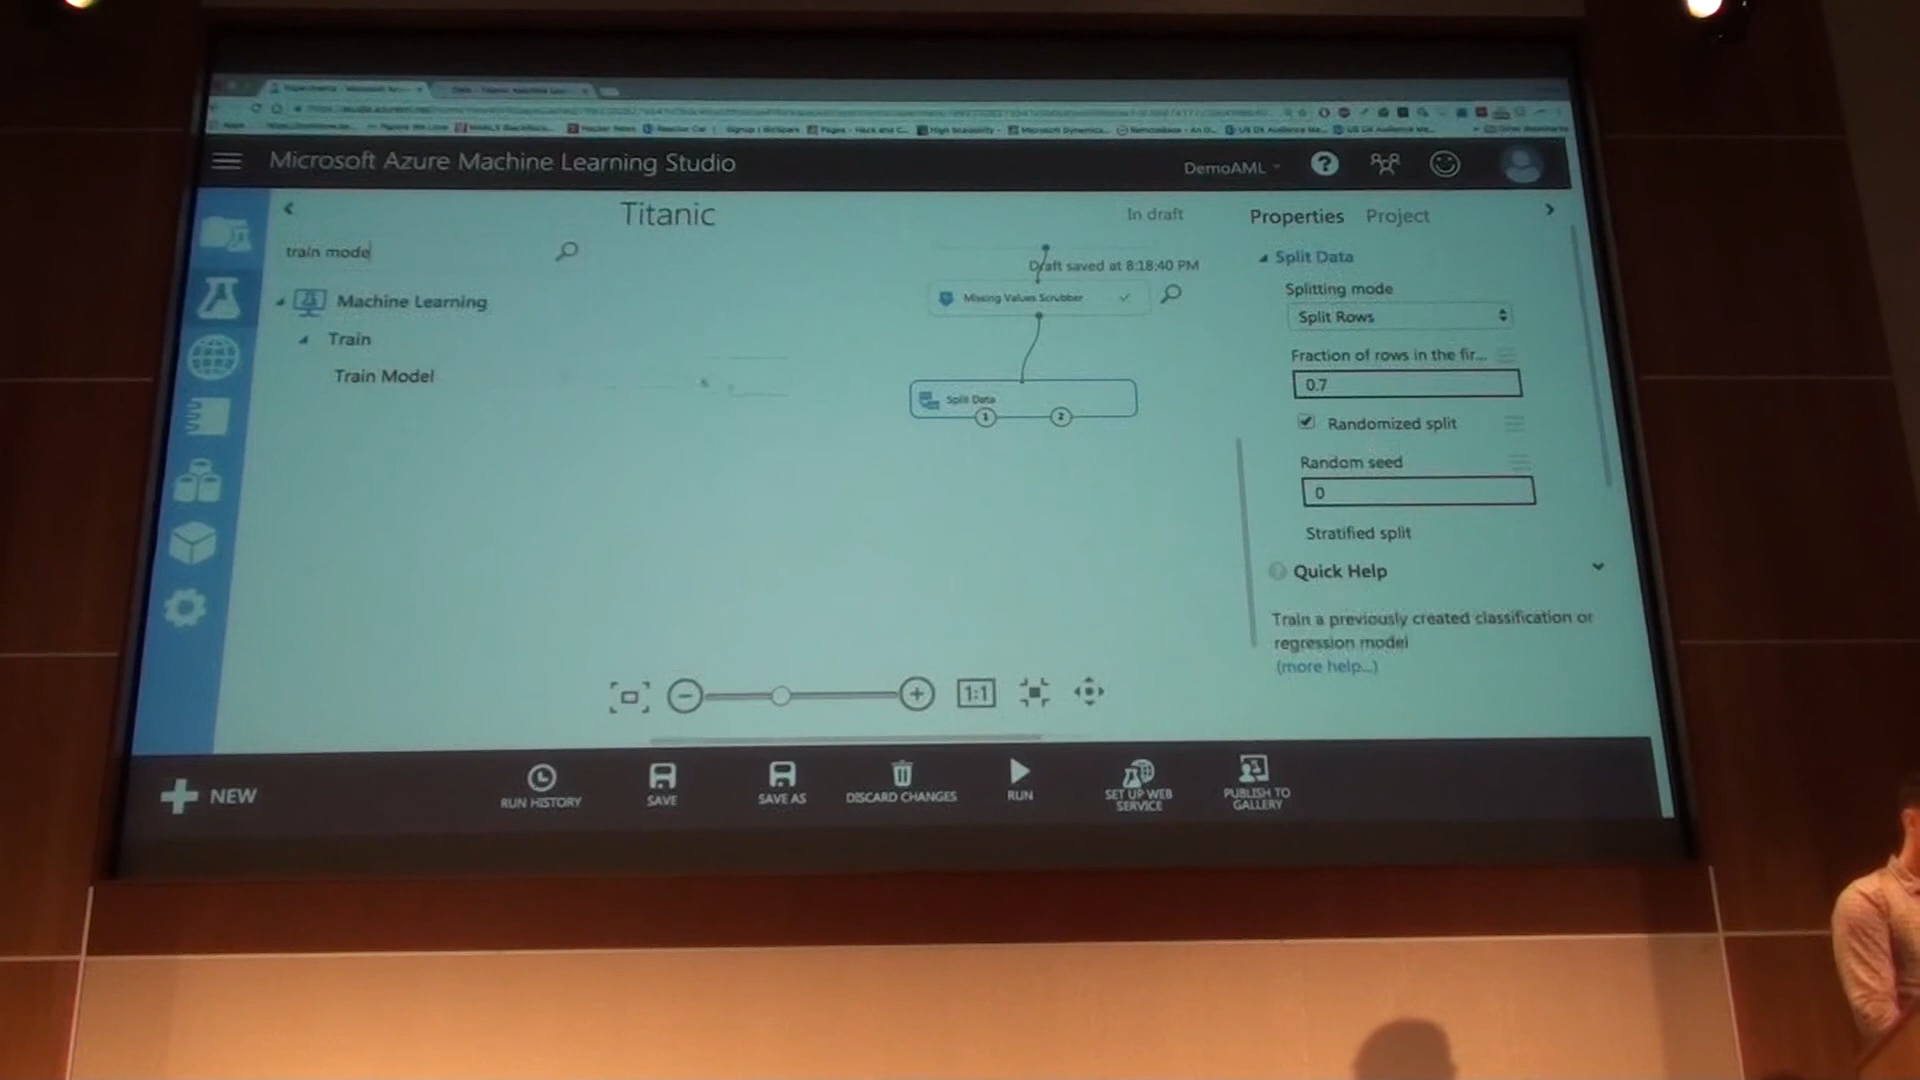 Microsoft Azure Machine Learning Studio
DemoAML
?
Titanic
In draft
Properties Project
train mode
Draft saved at 8:18:40 PM
Split Data
Machine Learning
Missing Values Scrubber
Splitting mode
Split Rows
Train
Train Model
Fraction of rows in the fir...
0.7
Split Data
1 2
Randomized split
Random seed
0
Stratified split
Quick Help
Train a previously created classification or
regression model
(more help...)
1:1
NEW
RUN HISTORY
SAVE
SAVE AS
DISCARD CHANGES
RUN
SET UP WEB
SERVICE
PUBLISH TO
GALLERY